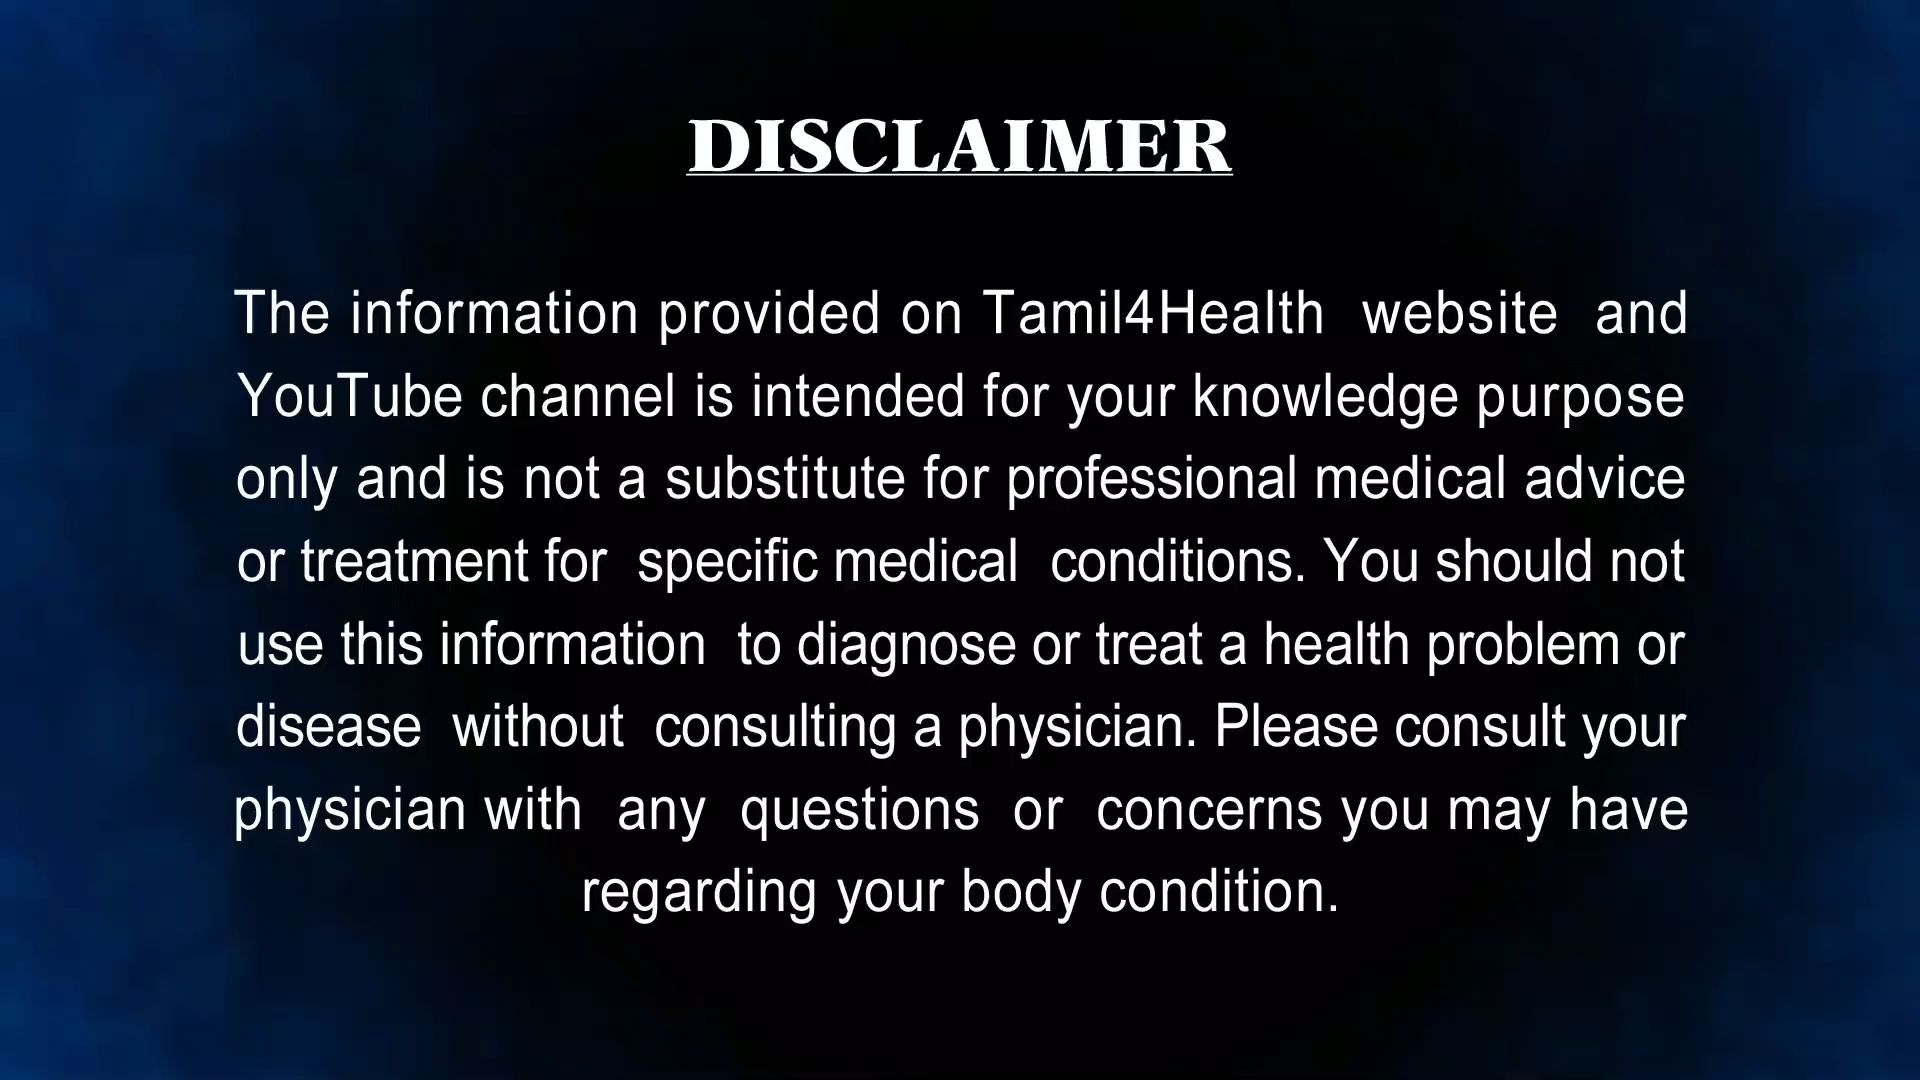 DISCLAIMER
The information provided on Tamil4Health website and
YouTube channel is intended for your knowledge purpose
only and is not a substitute for professional medical advice
or treatment for specific medical conditions. You should not
use this information to diagnose or treat a health problem or
disease without consulting a physician. Please consult your
physician with any questions or concerns you may have
regarding your body condition.